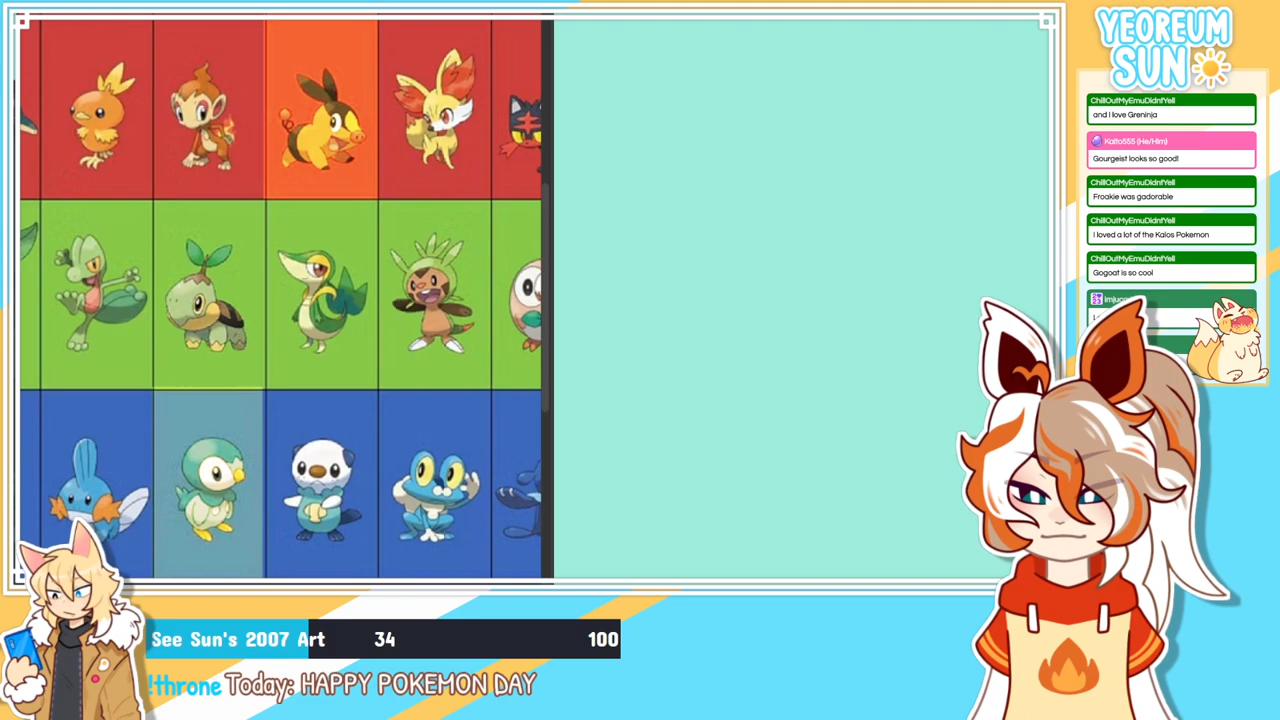 YEOREUM
SUN
ChillOutMyEmuDidntYell
and I love Greninja
Kaito555 (He/Him)
Gourgeist looks so good!
ChillOutMyEmuDidntYell
Froakie was gadorable
ChillOutMyEmuDidntYell
I loved a lot of the Kalos Pokemon
ChillOutMyEmuDidntYell
Gogoat is so cool
See Sun's 2007 Art 34 100
!throne Today: HAPPY POKEMON DAY